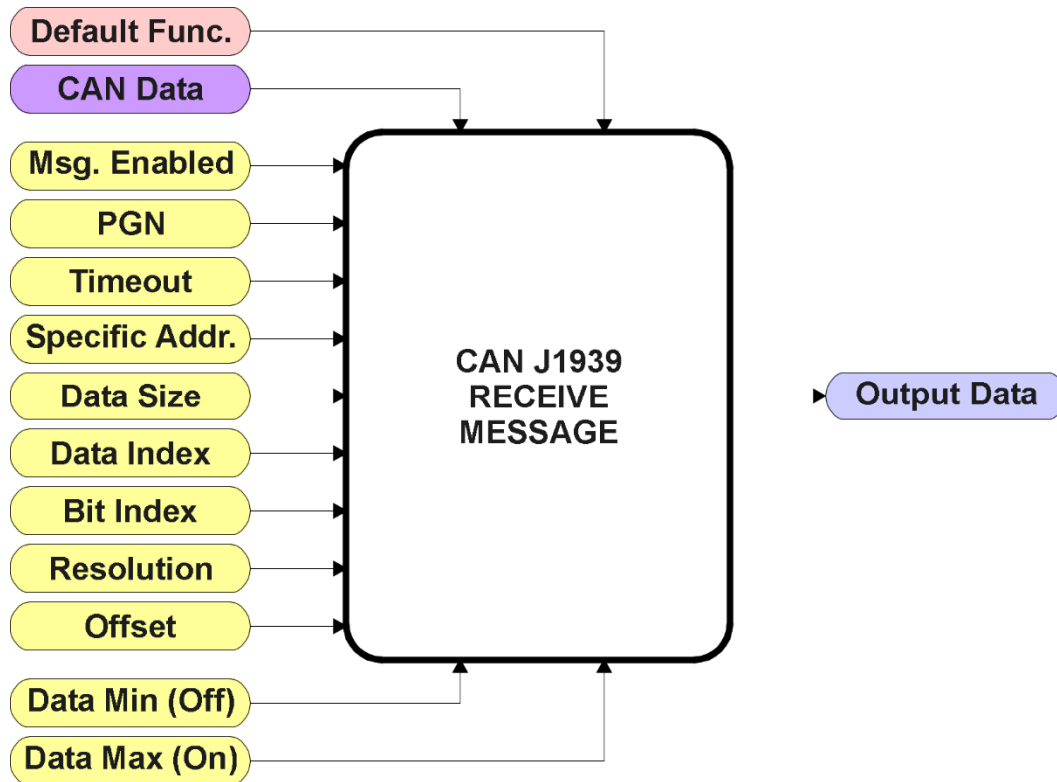 Default Func.
CAN Data
Msg. Enabled
PGN
Timeout
Specific Addr.
Data Size
Data Index
Bit Index
Resolution
Offset
Data Min (Off)
Data Max (On)
CAN J1939
RECEIVE
MESSAGE
Output Data